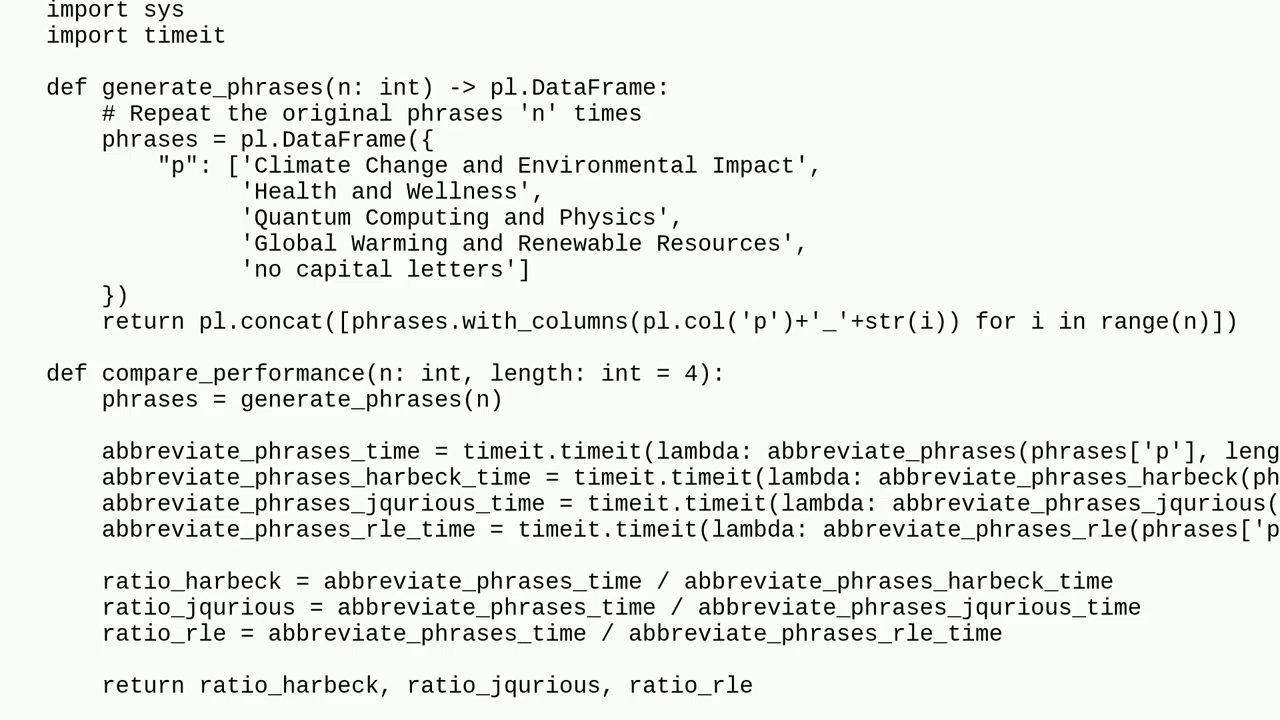 import sys
import timeit
def generate_phrases(n: int) -> pl.DataFrame:
# Repeat the original phrases 'n' times
phrases = pl.DataFrame({
"p": ['Climate Change and Environmental Impact',
'Health and Wellness',
'Quantum Computing and Physics',
'Global Warming and Renewable Resources',
'no capital letters']
})
return pl.concat([phrases.with_columns(pl.col('p')+'_'+str(i)) for i in range(n)])
def compare_performance(n: int, length: int = 4):
phrases = generate_phrases(n)
abbreviate_phrases_time = timeit.timeit(lambda: abbreviate_phrases(phrases['p'], leng
abbreviate_phrases_harbeck_time = timeit.timeit(lambda: abbreviate_phrases_harbeck(ph
abbreviate_phrases_jqurious_time = timeit.timeit(lambda: abbreviate_phrases_jqurious(
abbreviate_phrases_rle_time = timeit.timeit(lambda: abbreviate_phrases_rle(phrases['p
ratio_harbeck = abbreviate_phrases_time / abbreviate_phrases_harbeck_time
ratio_jqurious = abbreviate_phrases_time / abbreviate_phrases_jqurious_time
ratio_rle = abbreviate_phrases_time / abbreviate_phrases_rle_time
return ratio_harbeck, ratio_jqurious, ratio_rle